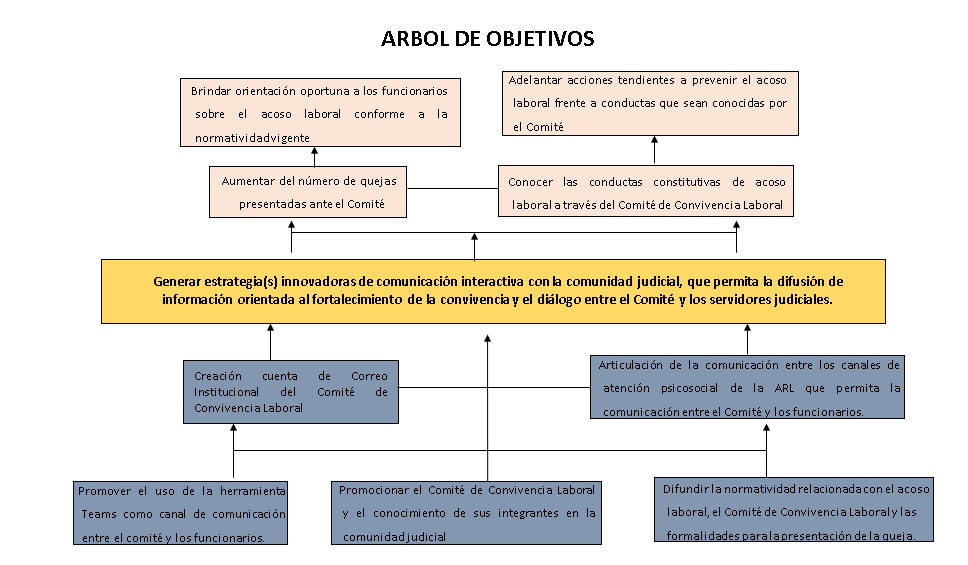 ARBOL DE OBJETIVOS
Brindar orientación oportuna a los funcionarios
sobre el acoso laboral conforme a la
normatividad vigente
Adelantar acciones tendientes a prevenir el acoso
laboral frente a conductas que sean conocidas por
el Comité
Aumentar del número de quejas
presentadas ante el Comité
Conocer las conductas constitutivas de acoso
laboral a través del Comité de Convivencia Laboral
Generar estrategia(s) innovadoras de comunicación interactiva con la comunidad judicial, que permita la difusión de
información orientada al fortalecimiento de la convivencia y el diálogo entre el Comité y los servidores judiciales.
Creación cuenta de Correo
Institucional del Comité de
Convivencia Laboral
Articulación de la comunicación entre los canales de
atención psicosocial de la ARL que permita la
comunicación entre el Comité y los funcionarios.
Promover el uso de la herramienta
Teams como canal de comunicación
entre el comité y los funcionarios.
Promocionar el Comité de Convivencia Laboral
y el conocimiento de sus integrantes en la
comunidad judicial
Difundir la normatividad relacionada con el acoso
laboral, el Comité de Convivencia Laboral y las
formalidades para la presentación de la queja.